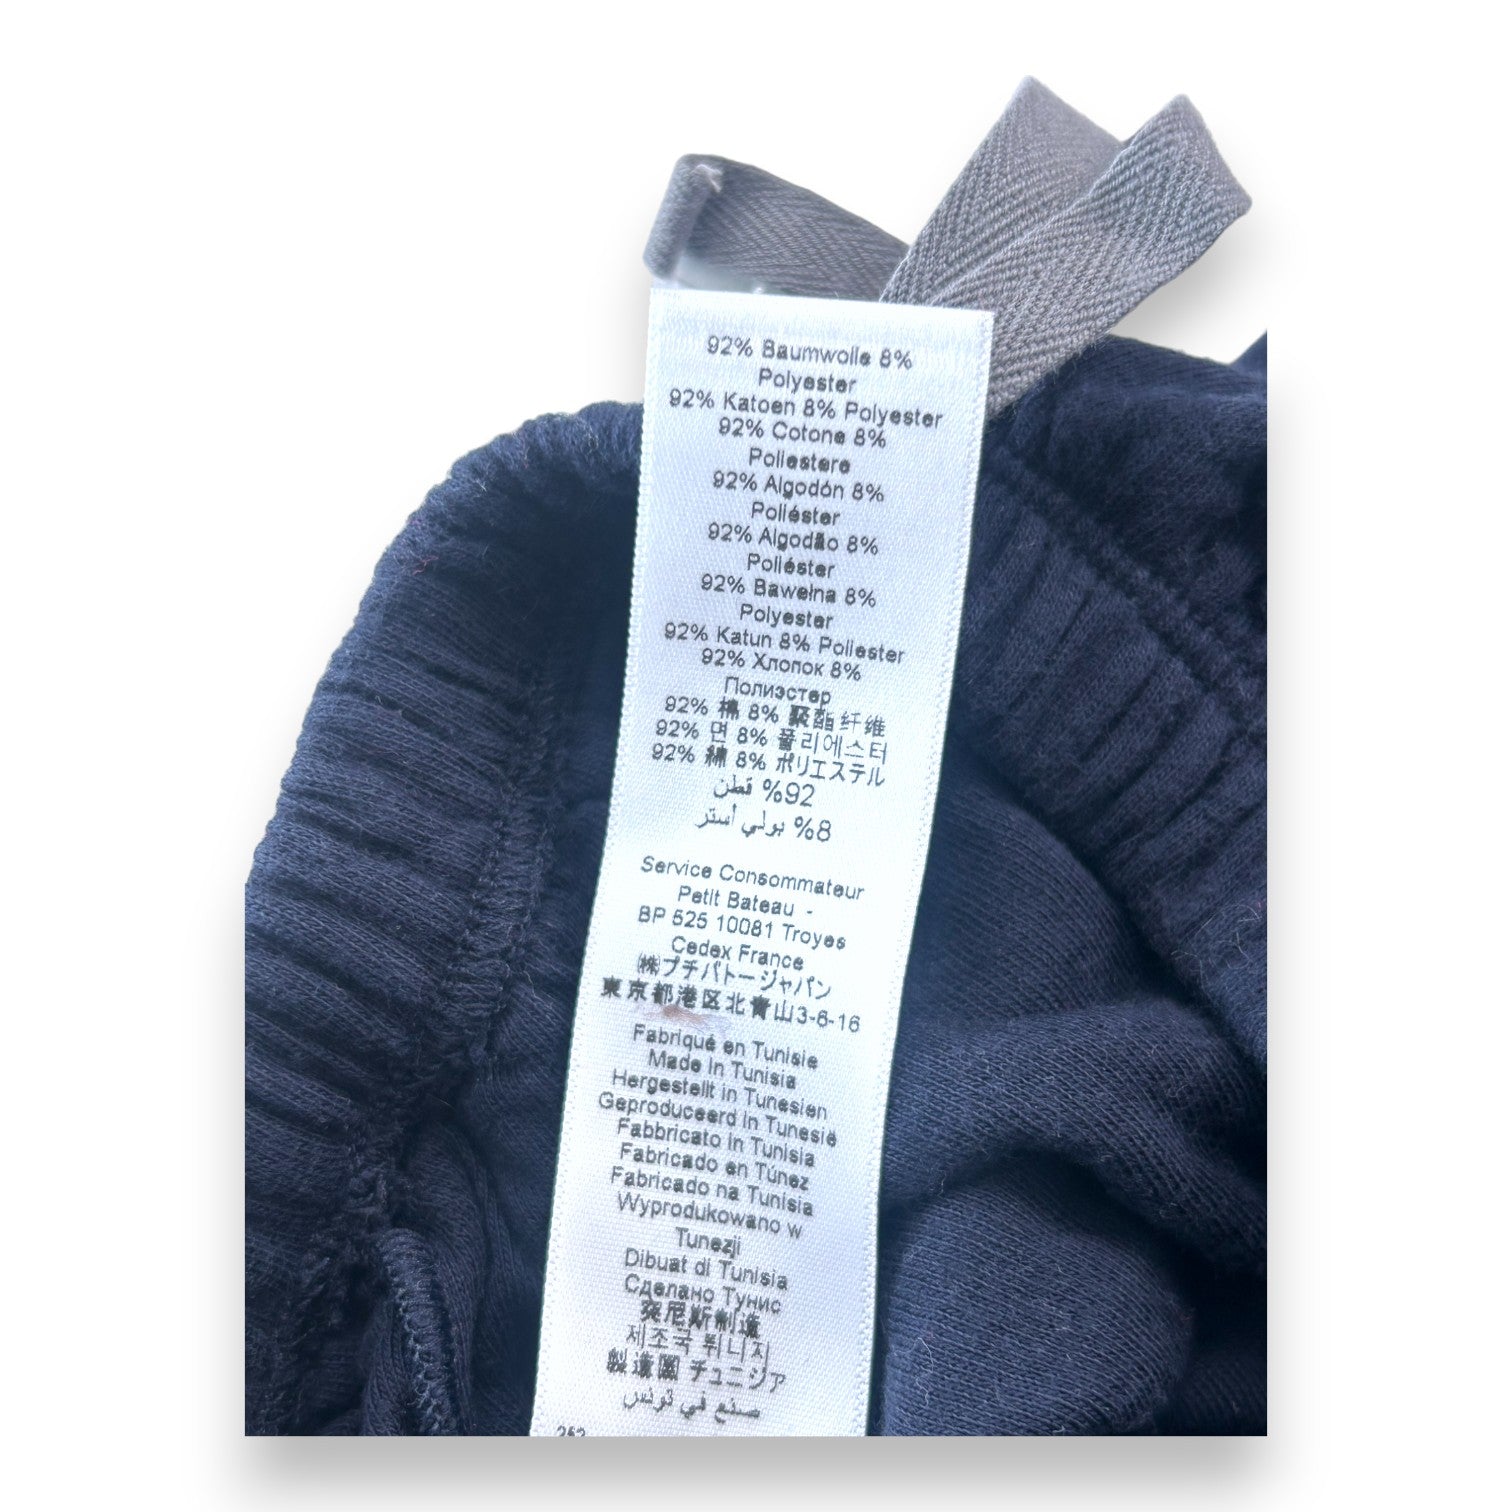 92% Baumwolle 8%
Polyester
92% Katoen 8% Polyester
92% Cotone 8%
Poliestere
92% Algodón 8%
Poliéster
92% Algodão 8%
Poliéster
92% Bawełna 8%
Polyester
92% Katun 8% Poliester
92% Хлопок 8%
Полиэстер
92% 棉 8% 聚酯纤维
92% 면 8% 폴리에스터
92% 綿 8% ポリエステル
92% قطن
8% بولي أستر
Service Consommateur
Petit Bateau -
BP 525 10081 Troyes
Cedex France
㈱プチバトージャパン
東京都港区北青山3-6-16
Fabriqué en Tunisie
Made in Tunisia
Hergestellt in Tunesien
Geproduceerd in Tunesië
Fabbricato in Tunisia
Fabricado en Túnez
Fabricado na Tunísia
Wyprodukowano w
Tunezji
Dibuat di Tunisia
Сделано Тунис
突尼斯制造
제조국 튀니지
製造國 チュニジア
صنع في تونس